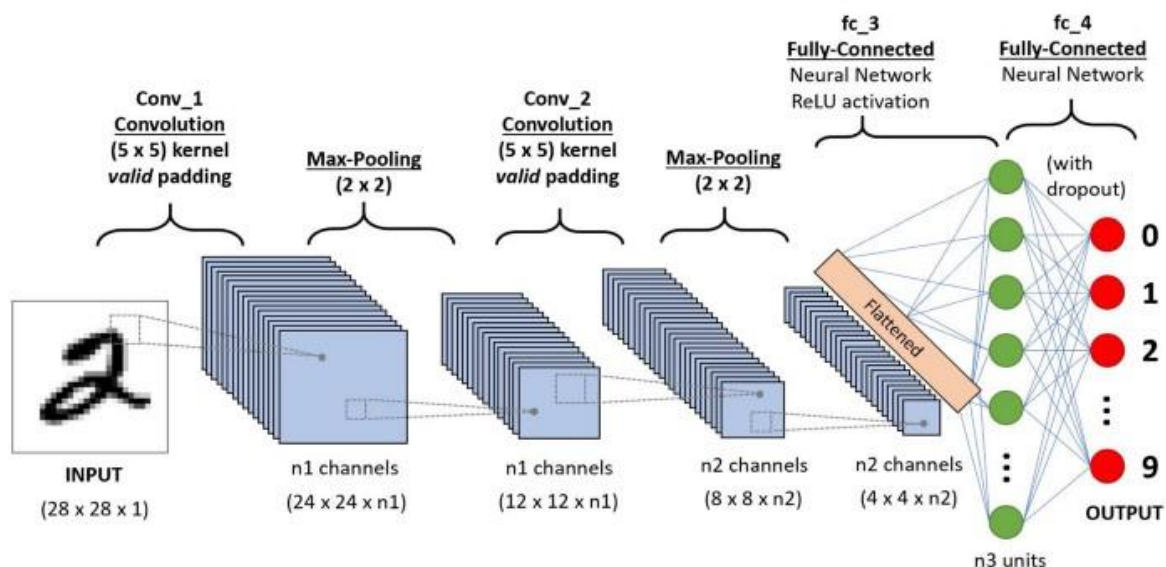 fc_3
Fully-Connected
Neural Network
ReLU activation
fc_4
Fully-Connected
Neural Network
Conv_1
Convolution
(5 x 5) kernel
valid padding
Max-Pooling
(2 x 2)
Conv_2
Convolution
(5 x 5) kernel
valid padding
Max-Pooling
(2 x 2)
(with
dropout)
Flattened
0
1
2
9
INPUT
(28 x 28 x 1)
n1 channels
(24 x 24 x n1)
n1 channels
(12 x 12 x n1)
n2 channels
(8 x 8 x n2)
n2 channels
(4 x 4 x n2)
OUTPUT
n3 units